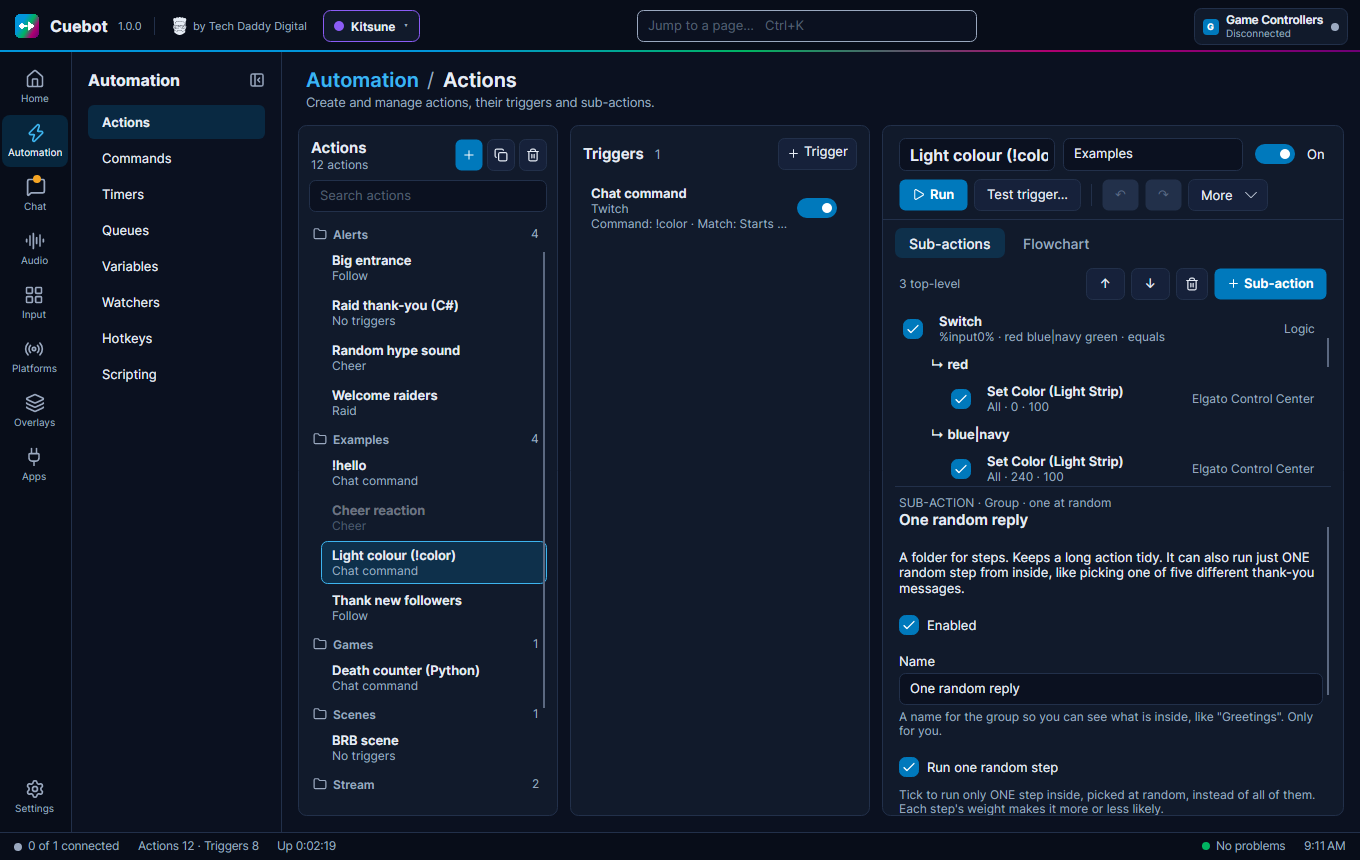 Cuebot 1.0.0 by Tech Daddy Digital Kitsune
Jump to a page... Ctrl+K
G Game Controllers
Disconnected
Home
Automation
Chat
Audio
Input
Platforms
Overlays
Apps
Settings
Automation
Actions
Commands
Timers
Queues
Variables
Watchers
Hotkeys
Scripting
Automation / Actions
Create and manage actions, their triggers and sub-actions.
Actions
12 actions
Search actions
Alerts 4
Big entrance
Follow
Raid thank-you (C#)
No triggers
Random hype sound
Cheer
Welcome raiders
Raid
Examples 4
!hello
Chat command
Cheer reaction
Cheer
Light colour (!color)
Chat command
Thank new followers
Follow
Games 1
Death counter (Python)
Chat command
Scenes 1
BRB scene
No triggers
Stream 2
Triggers 1
+ Trigger
Chat command
Twitch
Command: !color · Match: Starts ...
Light colour (!colo
Examples
On
Run
Test trigger...
More
Sub-actions
Flowchart
3 top-level
+ Sub-action
Switch
%input0% · red blue|navy green · equals
Logic
↳ red
Set Color (Light Strip)
All · 0 · 100
Elgato Control Center
↳ blue|navy
Set Color (Light Strip)
All · 240 · 100
Elgato Control Center
SUB-ACTION · Group · one at random
One random reply
A folder for steps. Keeps a long action tidy. It can also run just ONE
random step from inside, like picking one of five different thank-you
messages.
Enabled
Name
One random reply
A name for the group so you can see what is inside, like "Greetings". Only
for you.
Run one random step
Tick to run only ONE step inside, picked at random, instead of all of them.
Each step's weight makes it more or less likely.
0 of 1 connected
Actions 12 · Triggers 8
Up 0:02:19
No problems
9:11 AM